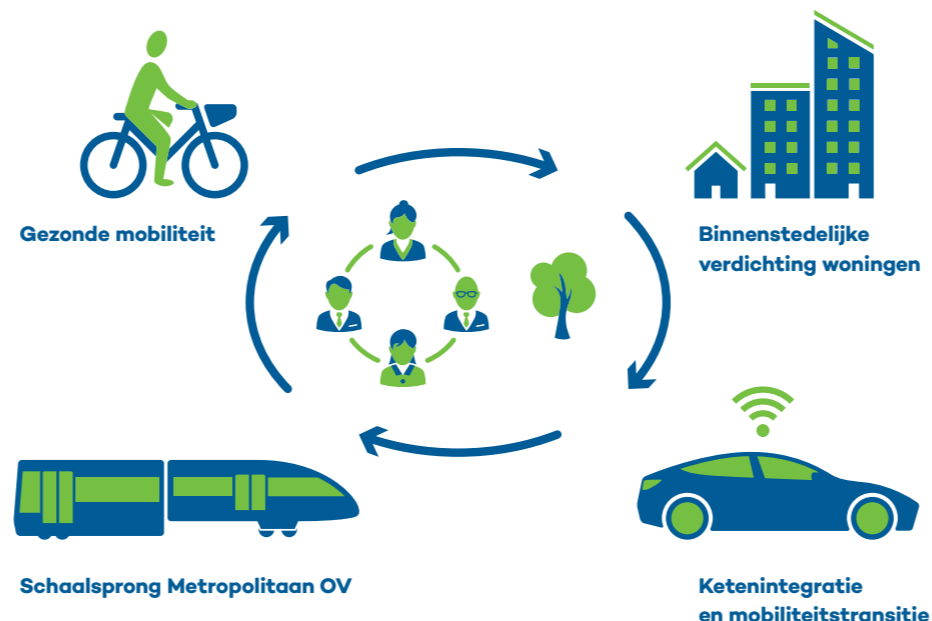 Gezonde mobiliteit
Binnenstedelijke
verdichting woningen
Schaalsprong Metropolitaan OV
Ketenintegratie
en mobiliteitstransitie